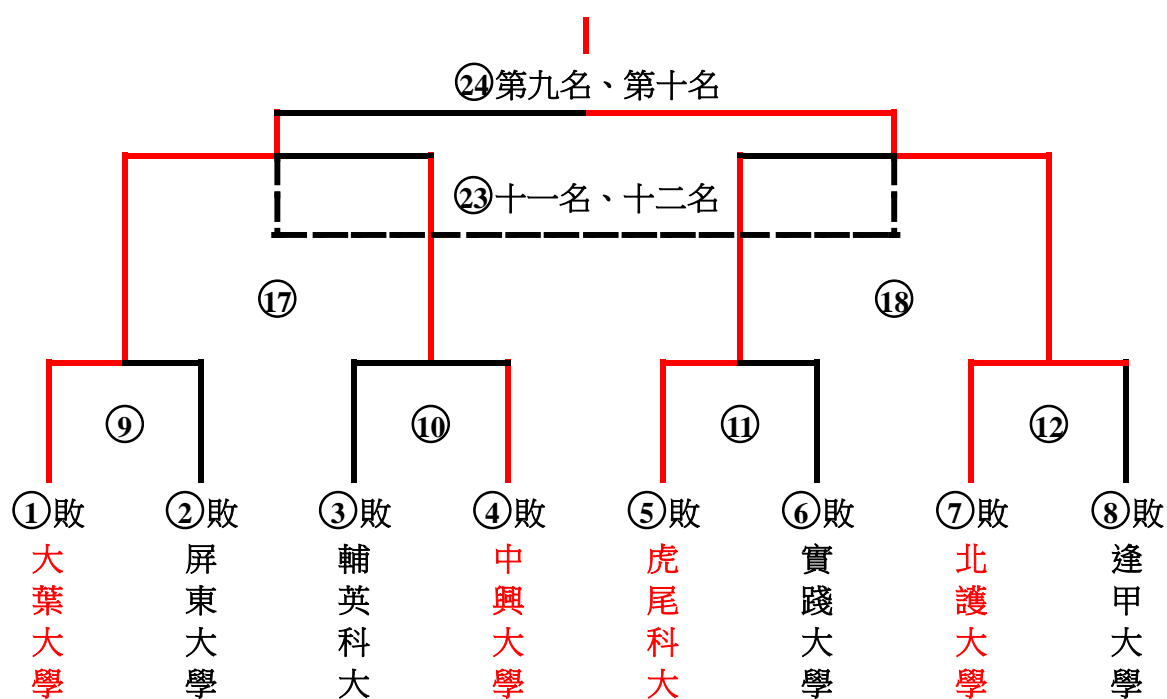 ㉔第九名、第十名
㉓十一名、十二名
⑰
⑱
⑨
⑩
⑪
⑫
①敗
②敗
③敗
④敗
⑤敗
⑥敗
⑦敗
⑧敗
大葉大學
屏東大學
輔英科大
中興大學
虎尾科大
實踐大學
北護大學
逢甲大學